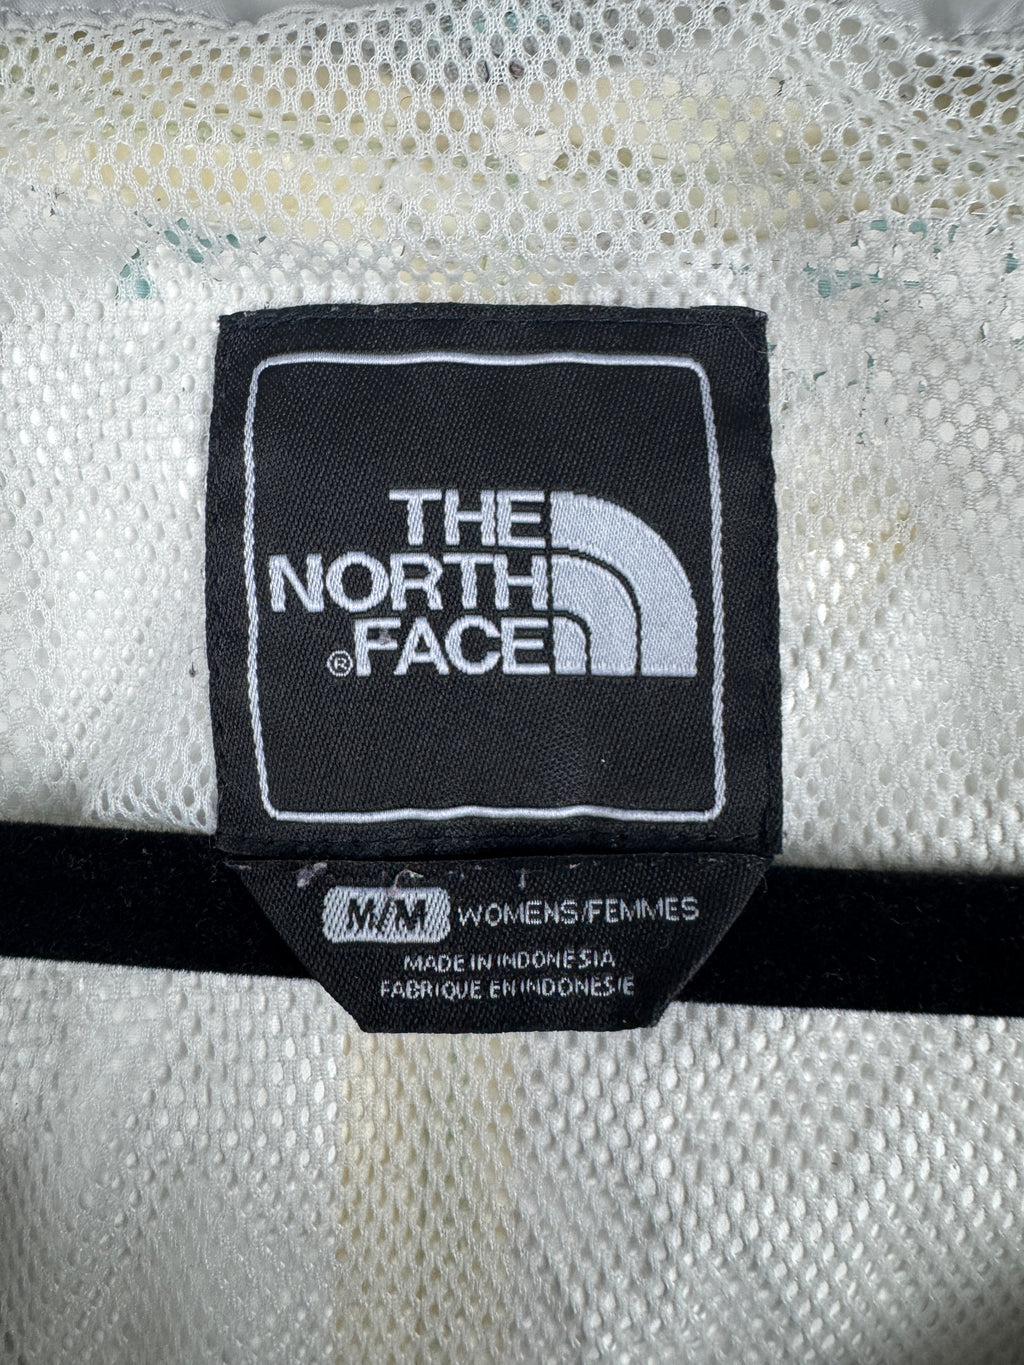 THE
NORTH
® FACE
M/M WOMENS/FEMMES
MADE IN INDONESIA
FABRIQUE EN INDONESIE